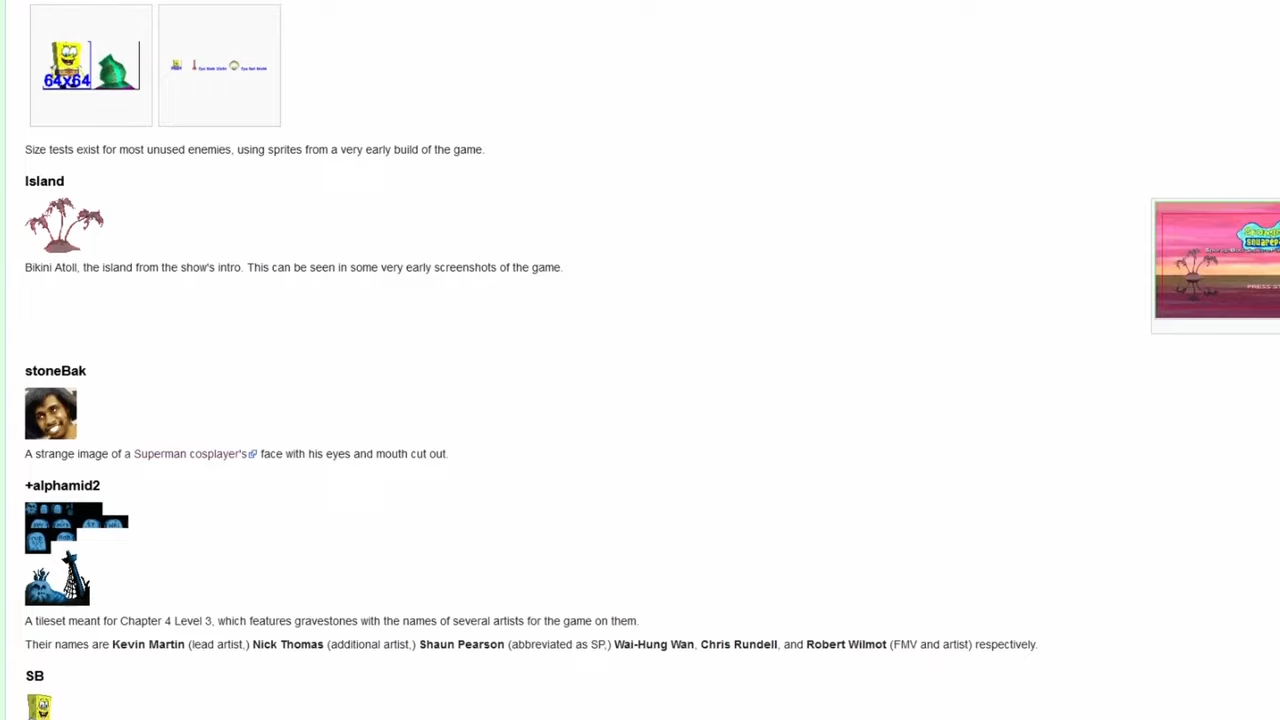 64x64
Size tests exist for most unused enemies, using sprites from a very early build of the game.
Island
Bikini Atoll, the island from the show's intro. This can be seen in some very early screenshots of the game.
PRESS ST
stoneBak
A strange image of a Superman cosplayer's face with his eyes and mouth cut out.
+alphamid2
A tileset meant for Chapter 4 Level 3, which features gravestones with the names of several artists for the game on them.
Their names are Kevin Martin (lead artist,) Nick Thomas (additional artist,) Shaun Pearson (abbreviated as SP,) Wai-Hung Wan, Chris Rundell, and Robert Wilmot (FMV and artist) respectively.
SB